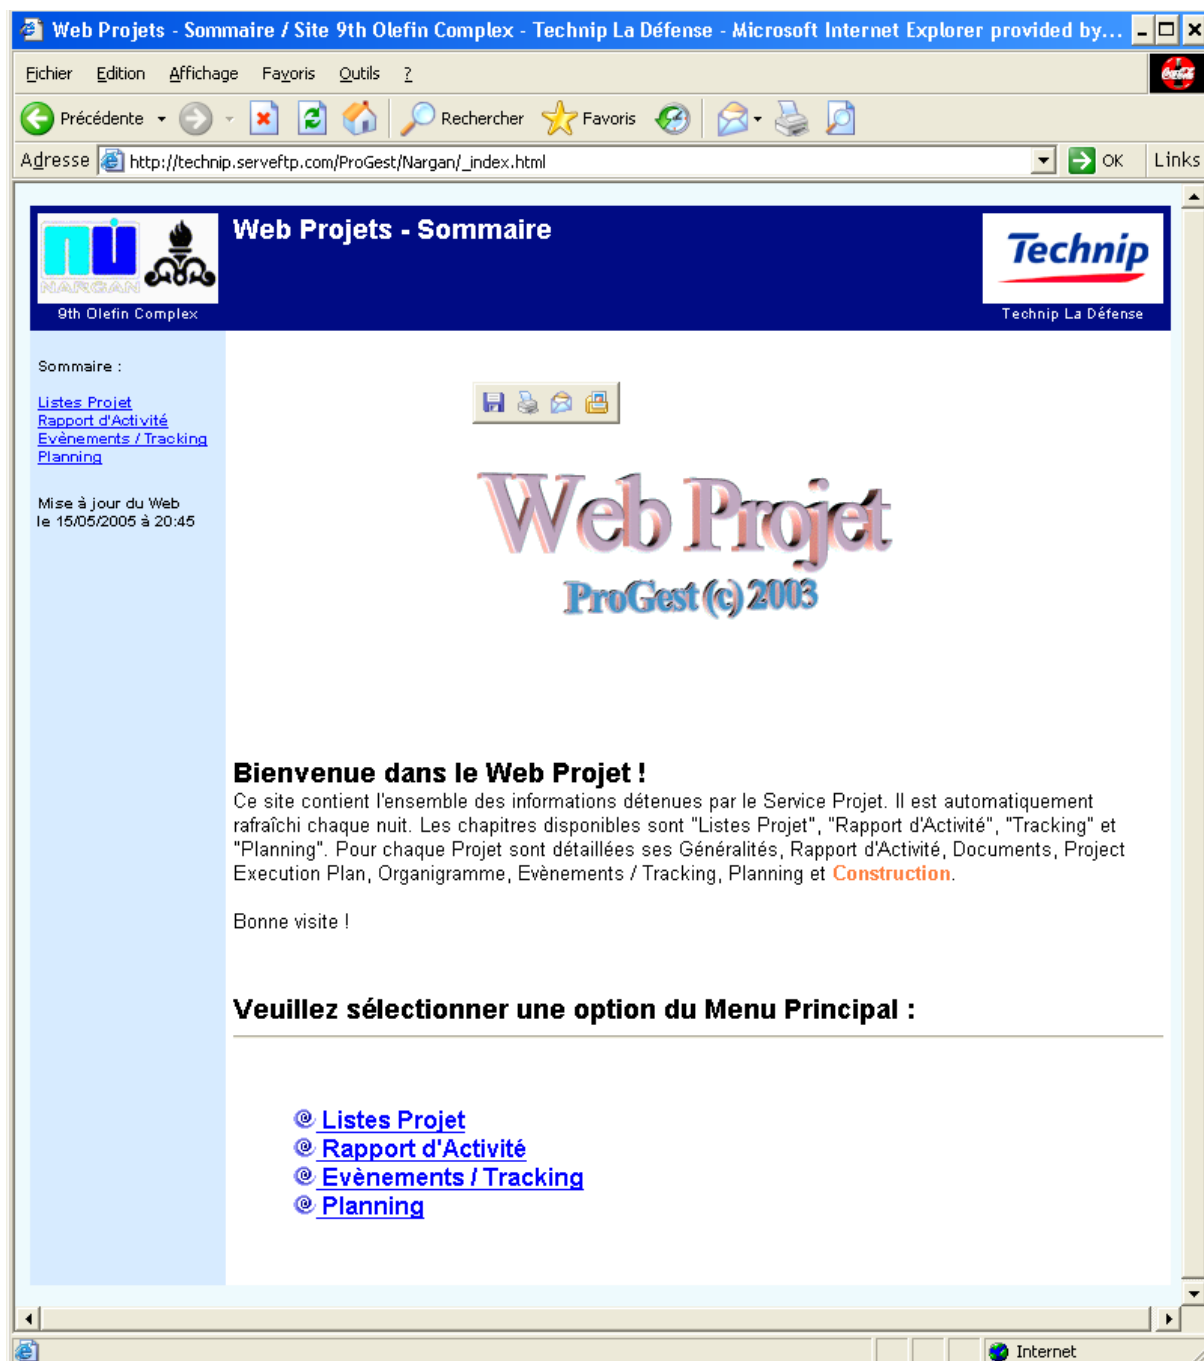 Web Projets - Sommaire / Site 9th Olefin Complex - Technip La Défense - Microsoft Internet Explorer provided by...
Fichier Edition Affichage Favoris Outils ?
Précédente Rechercher Favoris
Adresse http://technip.serveftp.com/ProGest/Nargan/_index.html OK Links
NARGAN
9th Olefin Complex
Web Projets - Sommaire
Technip
Technip La Défense
Sommaire :
Listes Projet
Rapport d'Activité
Evènements / Tracking
Planning
Mise à jour du Web
le 15/05/2005 à 20:45
Web Projet
ProGest (c) 2003
Bienvenue dans le Web Projet !
Ce site contient l'ensemble des informations détenues par le Service Projet. Il est automatiquement
rafraîchi chaque nuit. Les chapitres disponibles sont "Listes Projet", "Rapport d'Activité", "Tracking" et
"Planning". Pour chaque Projet sont détaillées ses Généralités, Rapport d'Activité, Documents, Project
Execution Plan, Organigramme, Evènements / Tracking, Planning et Construction.
Bonne visite !
Veuillez sélectionner une option du Menu Principal :
Listes Projet
Rapport d'Activité
Evènements / Tracking
Planning
Internet